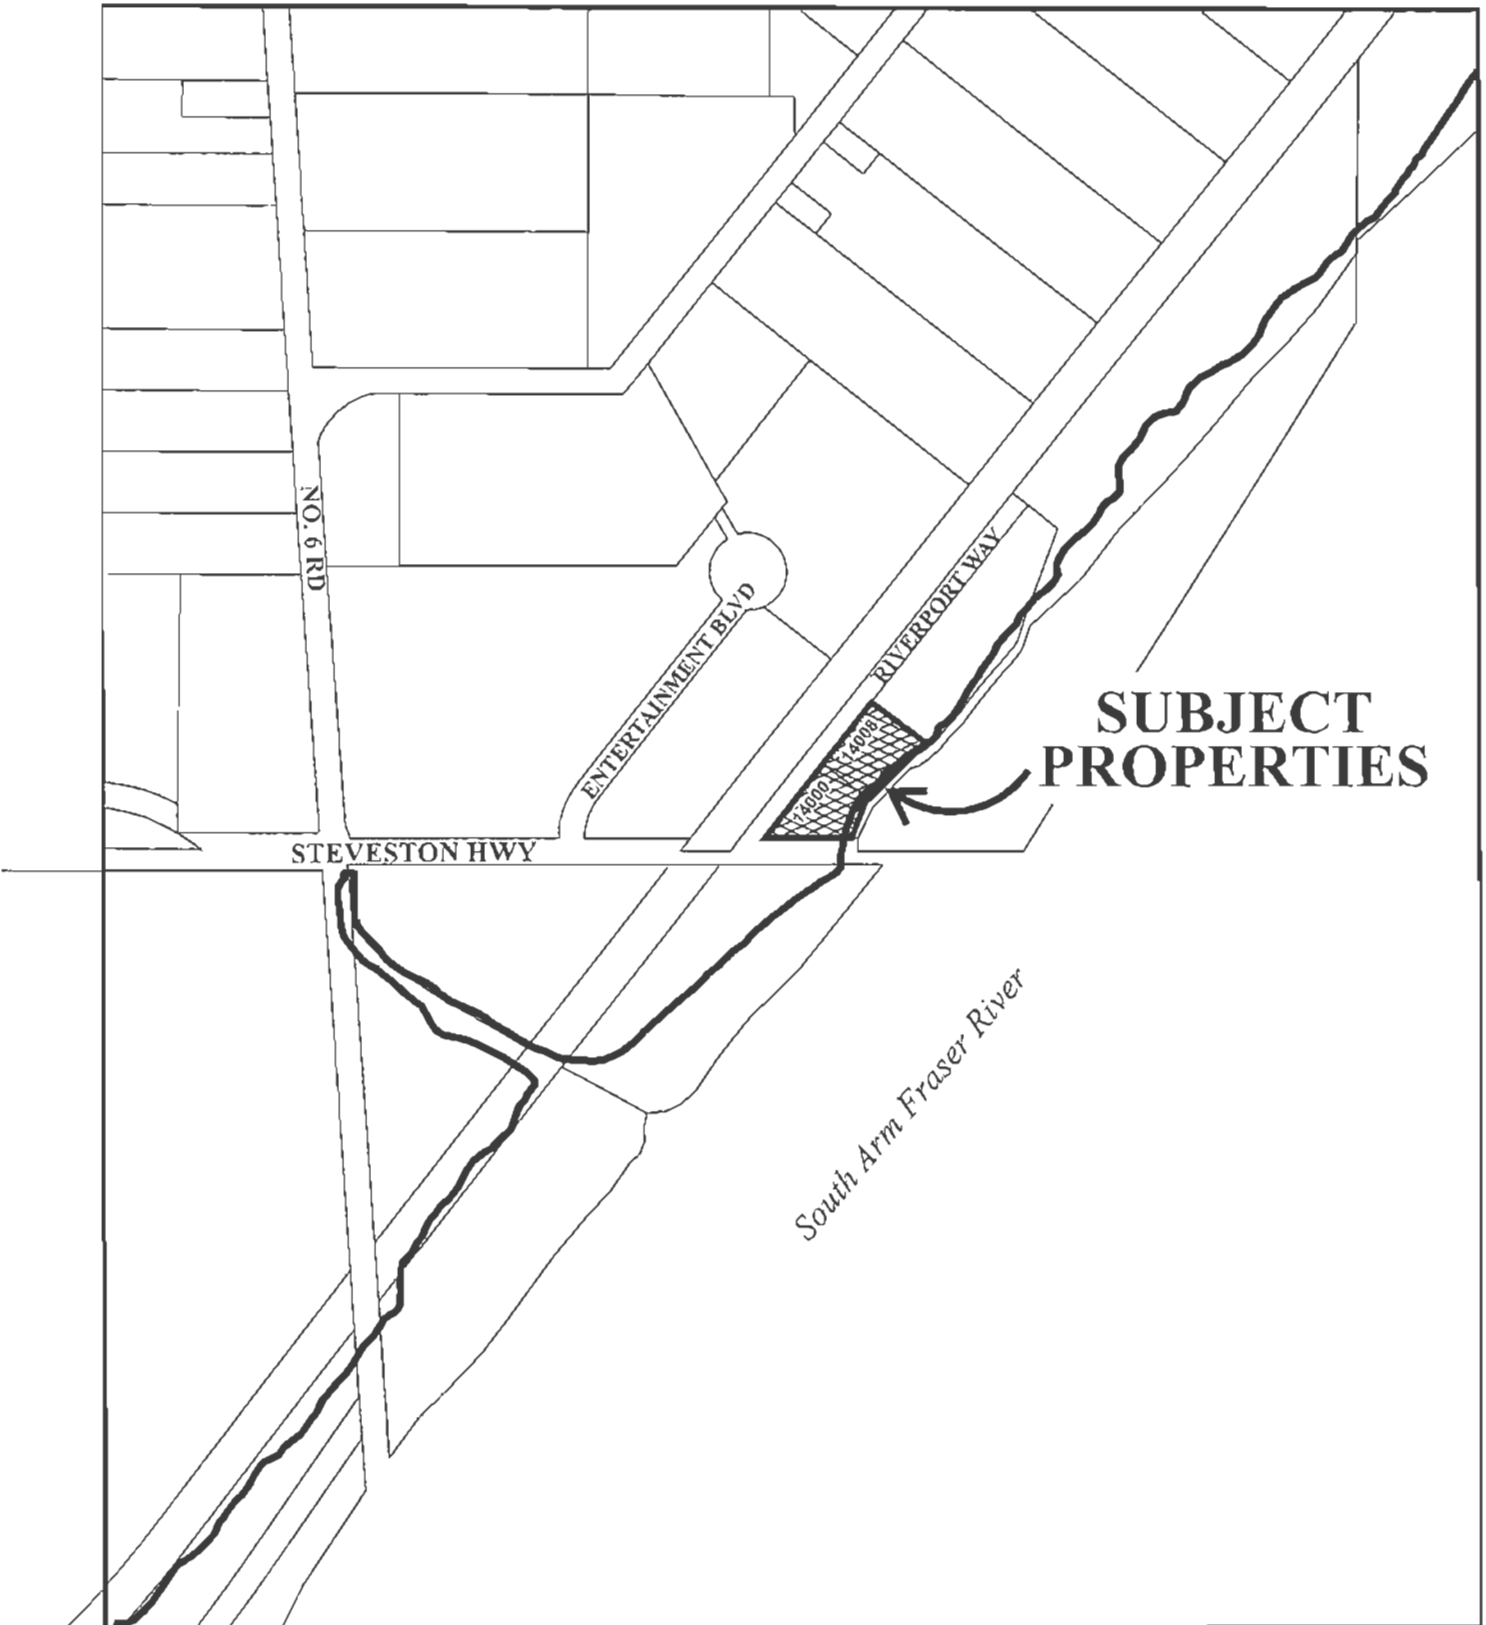 NO. 6 RD
RIVERPORT WAY
ENTERTAINMENT BLVD
SUBJECT
PROPERTIES
14008
14000
STEVESTON HWY
South Arm Fraser River